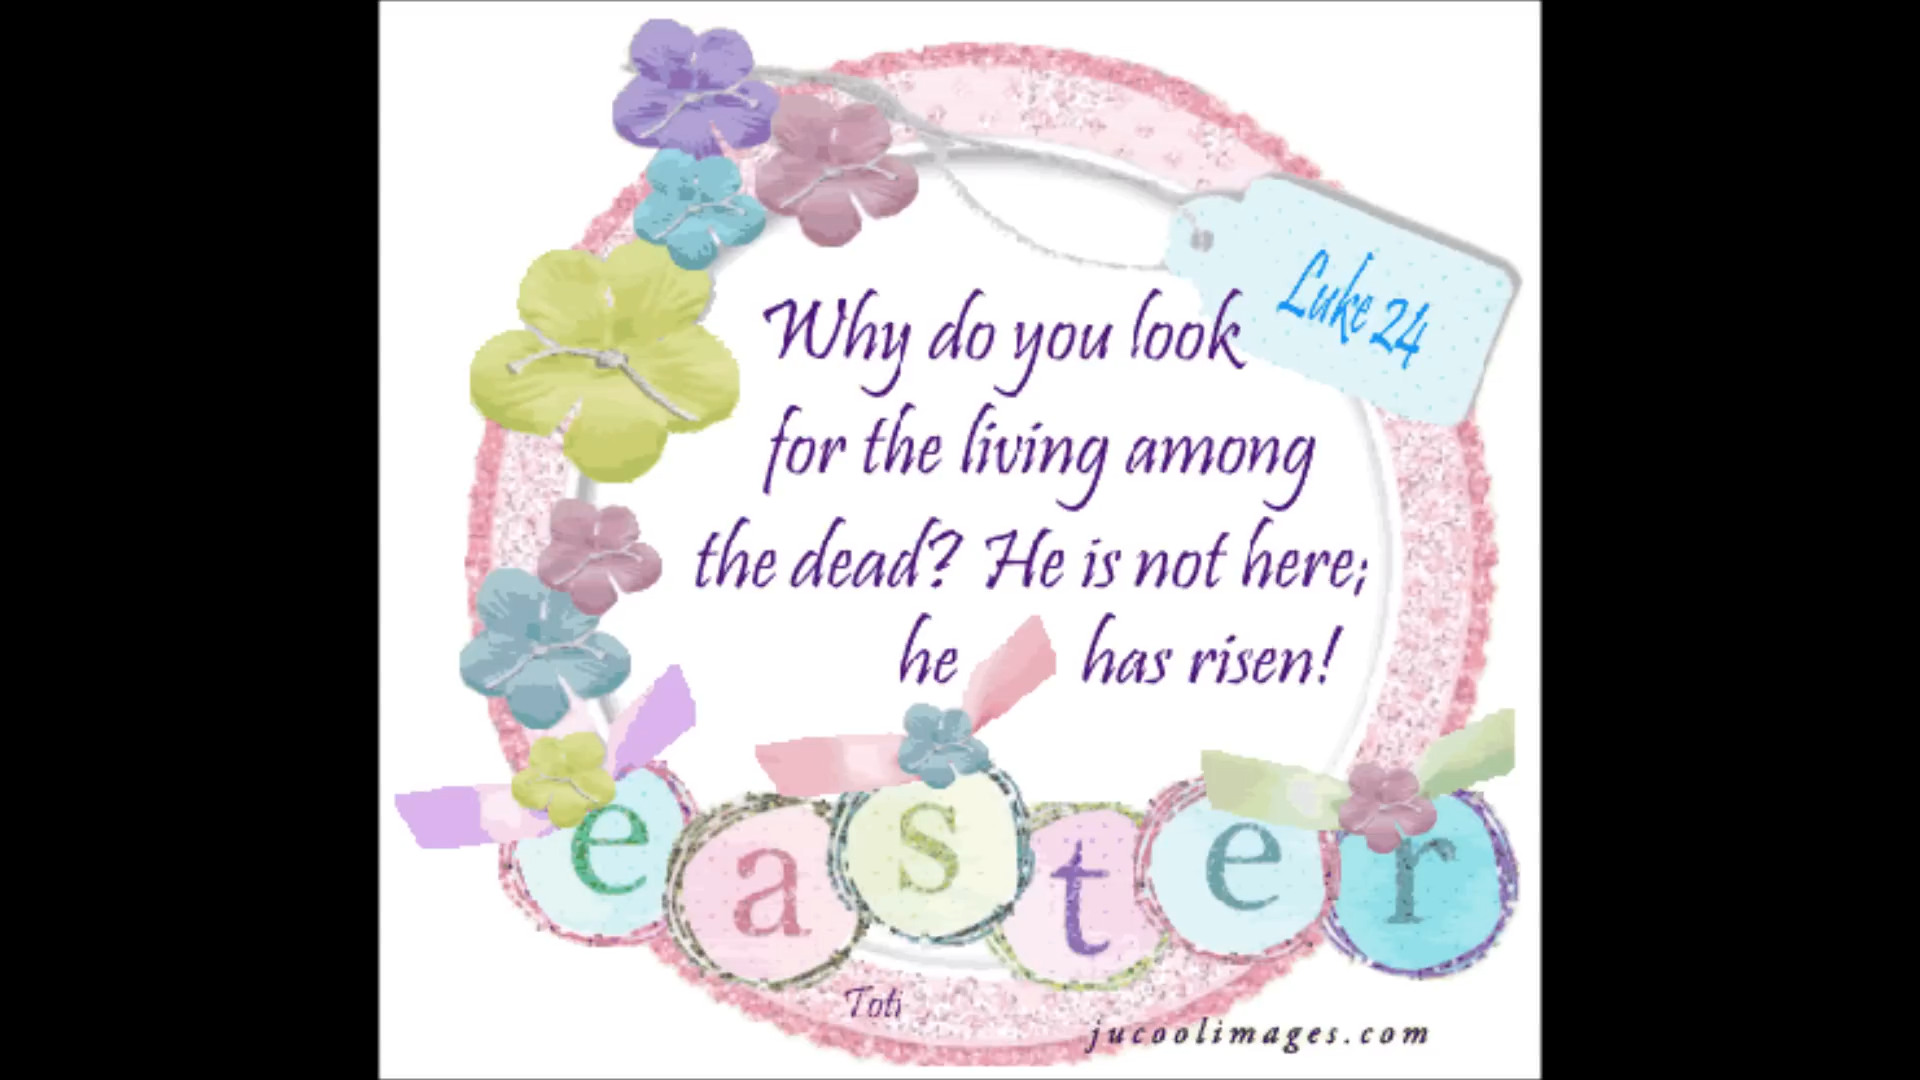 Luke 24
Why do you look
for the living among
the dead? He is not here;
he has risen!
easter
Toti
jucoolimages.com